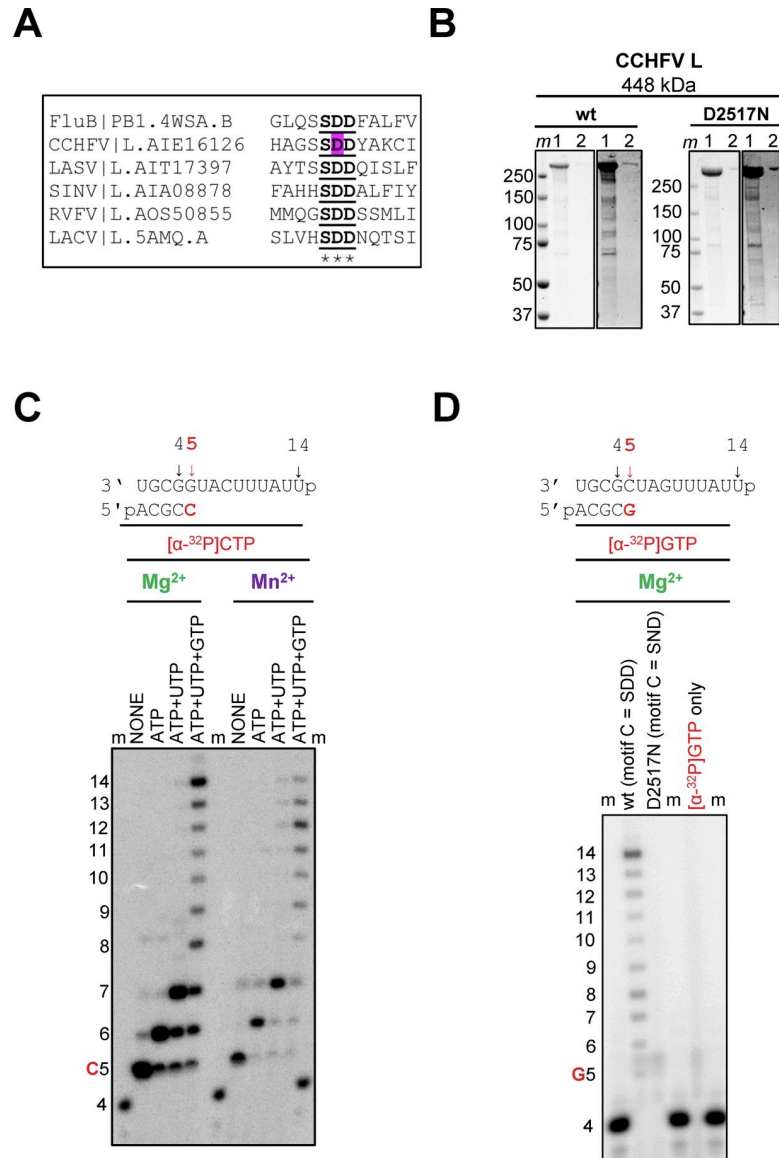 A
FluB|PB1.4WSA.B GLQSSDDFALFV
CCHFV|L.AIE16126 HAGSSDDYAKCI
LASV|L.AIT17397 AYTSSDDQISLF
SINV|L.AIA08878 FAHHSDDALFIY
RVFV|L.AOS50855 MMQGSDDSSMLI
LACV|L.5AMQ.A SLVHSDDNQTSI
***
B
CCHFV L
448 kDa
wt D2517N
m 1 2 1 2 m 1 2 1 2
250 250
150 150
100 100
75 75
50 50
37 37
C
4 5 14
↓ ↓ ↓
3‘ UGCGGUACUUUAUUp
5'pACGCC
[α-³²P]CTP
Mg²⁺ Mn²⁺
m
NONE
ATP
ATP+UTP
ATP+UTP+GTP
m
NONE
ATP
ATP+UTP
ATP+UTP+GTP
m
14
13
12
11
10
9
8
7
6
C5
4
D
4 5 14
↓ ↓ ↓
3′ UGCGCUAGUUUAUUp
5′pACGCG
[α-³²P]GTP
Mg²⁺
m
wt (motif C = SDD)
D2517N (motif C = SND)
m
[α-³²P]GTP only
m
14
13
12
11
10
9
8
7
6
G5
4